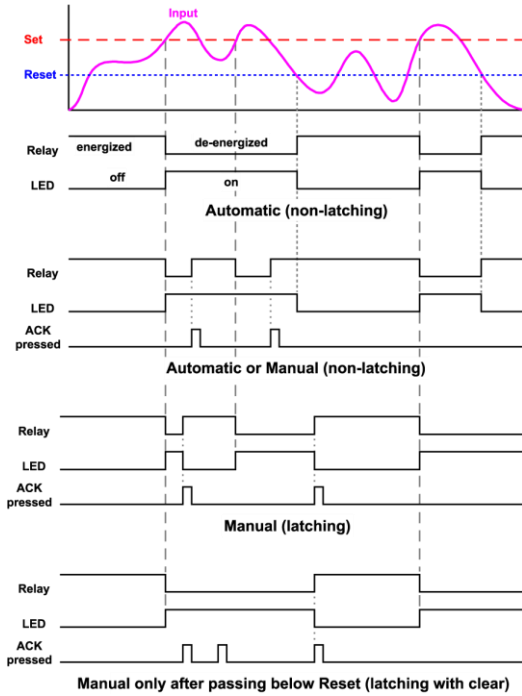 Input
Set
Reset
Relay energized de-energized
LED off on
Automatic (non-latching)
Relay
LED
ACK
pressed
Automatic or Manual (non-latching)
Relay
LED
ACK
pressed
Manual (latching)
Relay
LED
ACK
pressed
Manual only after passing below Reset (latching with clear)